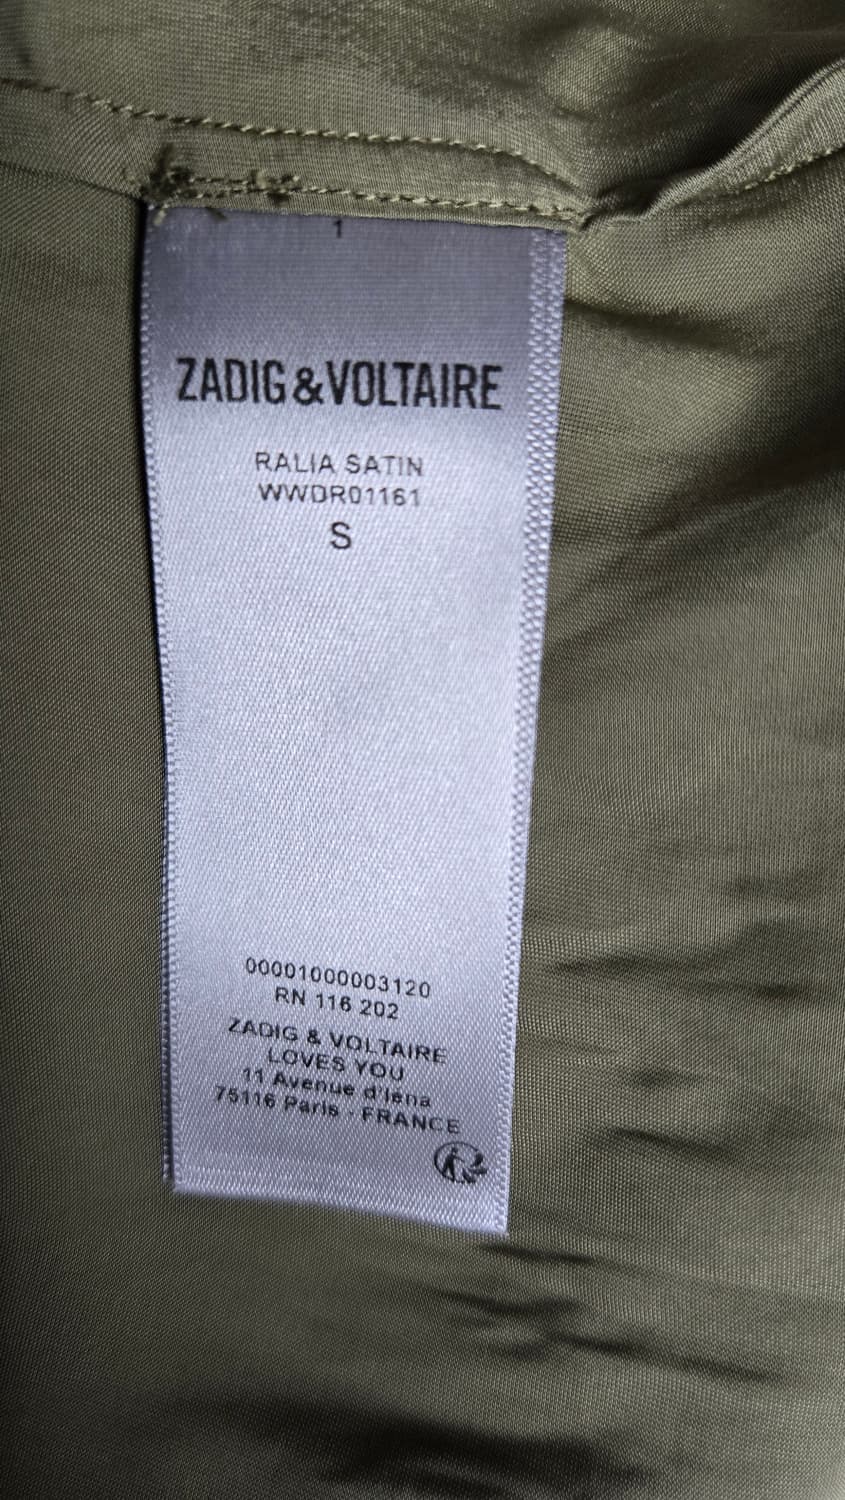 1
ZADIG & VOLTAIRE
RALIA SATIN
WWDR01161
S
00001000003120
RN 116 202
ZADIG & VOLTAIRE
LOVES YOU
11 Avenue d'Iéna
75116 Paris - FRANCE